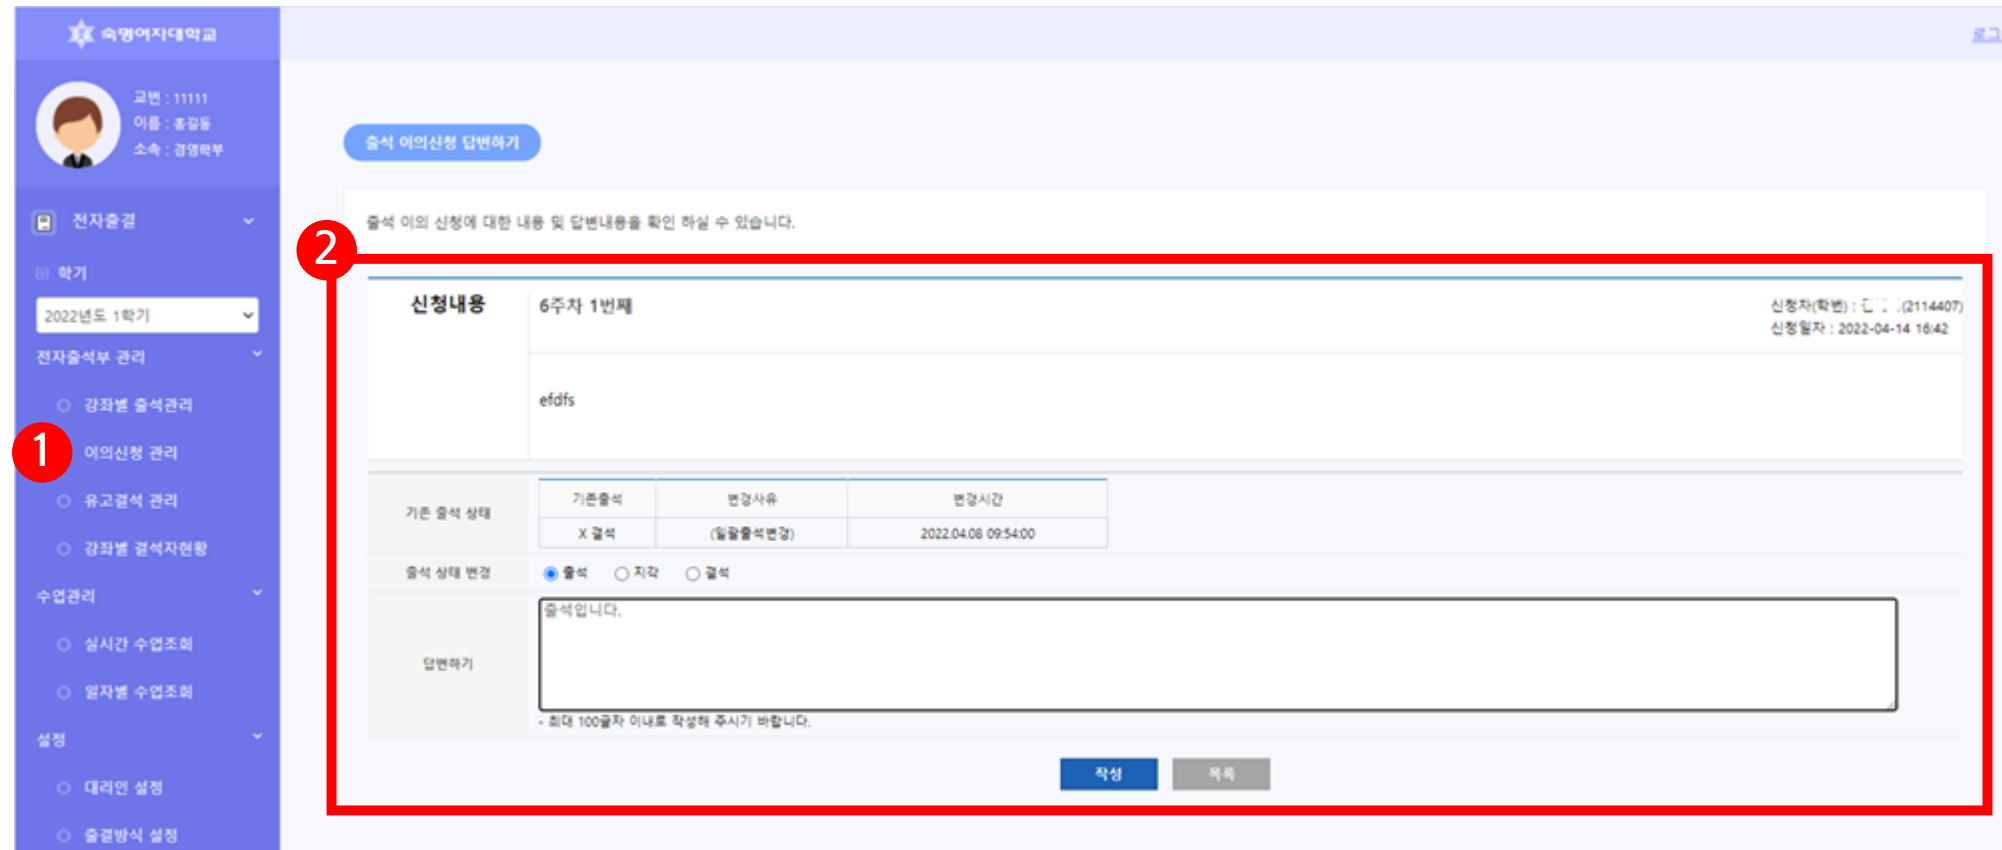 숙명여자대학교
로그
교번 : 11111
이름 : 홍길동
소속 : 경영학부
전자출결
학기
2022년도 1학기
전자출석부 관리
강좌별 출석관리
1
이의신청 관리
유고결석 관리
강좌별 결석자현황
수업관리
실시간 수업조회
일자별 수업조회
설정
대리인 설정
출결방식 설정
출석 이의신청 답변하기
출석 이의 신청에 대한 내용 및 답변내용을 확인 하실 수 있습니다.
2
신청내용
6주차 1번째
신청자(학번) : (2114407)
신청일자 : 2022-04-14 16:42
efdfs
기존 출석 상태
기존출석 변경사유 변경시간
X 결석 (일괄출석변경) 2022.04.08 09:54:00
출석 상태 변경
출석 지각 결석
답변하기
출석입니다.
- 최대 100글자 이내로 작성해 주시기 바랍니다.
작성 목록